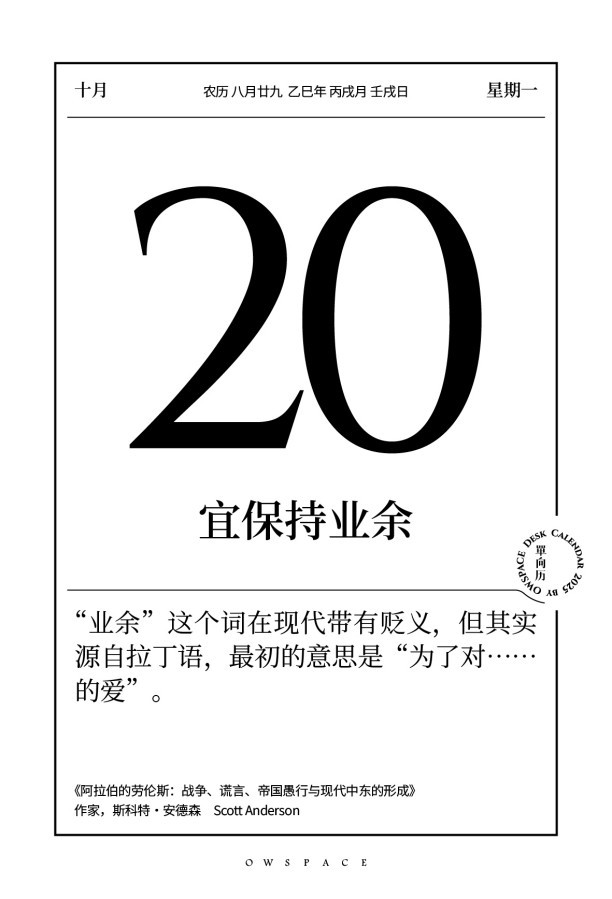 十月
农历 八月廿九 乙巳年 丙戌月 壬戌日
星期一
20
宜保持业余
OWSPACE DESK CALENDAR 2025 BY
單向历
“业余”这个词在现代带有贬义，但其实
源自拉丁语，最初的意思是“为了对……
的爱”。
《阿拉伯的劳伦斯：战争、谎言、帝国愚行与现代中东的形成》
作家，斯科特·安德森 Scott Anderson
OWSPACE